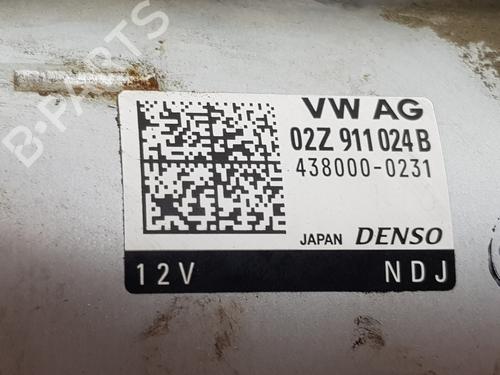 VW AG
02Z 911 024 B
438000-0231
JAPAN DENSO
12V NDJ
B-PARTS